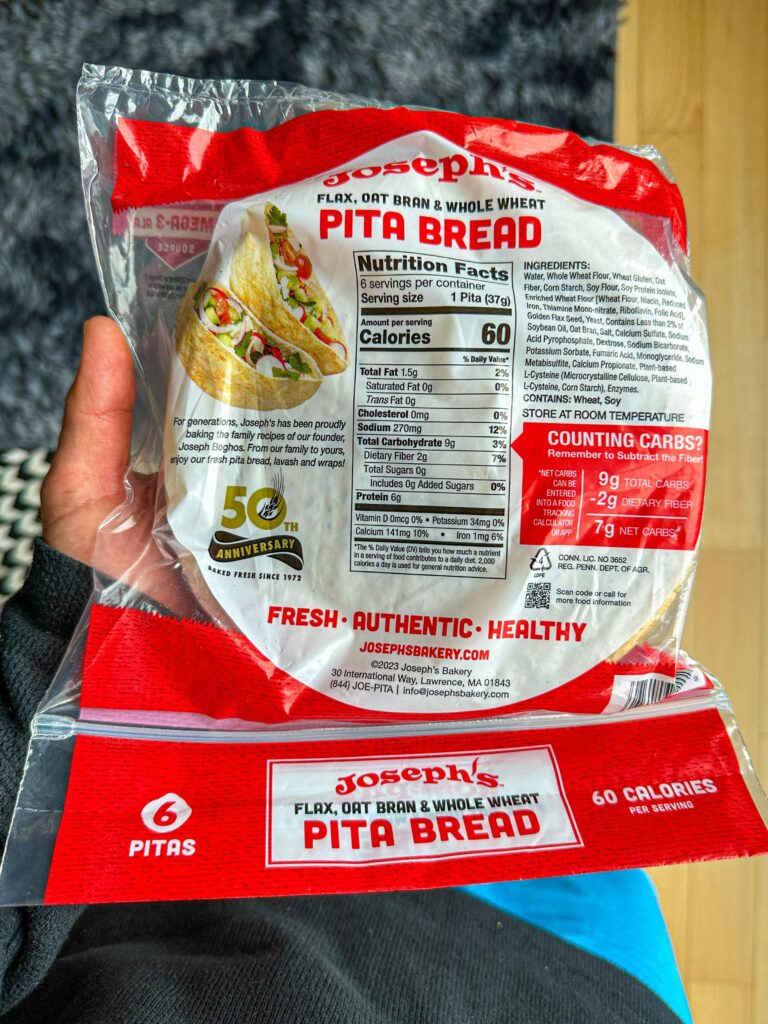 Joseph's™
FLAX, OAT BRAN & WHOLE WHEAT
PITA BREAD
OMEGA-3 ALA
SOURCE
For generations, Joseph's has been proudly
baking the family recipes of our founder,
Joseph Boghos. From our family to yours,
enjoy our fresh pita bread, lavash and wraps!
50TH
ANNIVERSARY
BAKED FRESH SINCE 1972
Nutrition Facts
6 servings per container
Serving size 1 Pita (37g)
Amount per serving
Calories 60
% Daily Value*
Total Fat 1.5g 2%
Saturated Fat 0g 0%
Trans Fat 0g
Cholesterol 0mg 0%
Sodium 270mg 12%
Total Carbohydrate 9g 3%
Dietary Fiber 2g 7%
Total Sugars 0g
Includes 0g Added Sugars 0%
Protein 6g
Vitamin D 0mcg 0% • Potassium 34mg 0%
Calcium 141mg 10% • Iron 1mg 6%
*The % Daily Value (DV) tells you how much a nutrient
in a serving of food contributes to a daily diet. 2,000
calories a day is used for general nutrition advice.
INGREDIENTS:
Water, Whole Wheat Flour, Wheat Gluten, Oat
Fiber, Corn Starch, Soy Flour, Soy Protein Isolate,
Enriched Wheat Flour [Wheat Flour, Niacin, Reduced
Iron, Thiamine Mono-nitrate, Riboflavin, Folic Acid],
Golden Flax Seed, Yeast, Contains Less than 2% of
Soybean Oil, Oat Bran, Salt, Calcium Sulfate, Sodium
Acid Pyrophosphate, Dextrose, Sodium Bicarbonate,
Potassium Sorbate, Fumaric Acid, Monoglyceride, Sodium
Metabisulfite, Calcium Propionate, Plant-based
L-Cysteine (Microcrystalline Cellulose, Plant-based
L-Cysteine, Corn Starch), Enzymes.
CONTAINS: Wheat, Soy
STORE AT ROOM TEMPERATURE
COUNTING CARBS?
Remember to Subtract the Fiber!
*NET CARBS
CAN BE
ENTERED
INTO A FOOD
TRACKING
CALCULATOR
OR APP
9g TOTAL CARBS
-2g DIETARY FIBER
7g NET CARBS*
LDPE
CONN. LIC. NO 3652
REG. PENN. DEPT. OF AGR.
Scan code or call for
more food information
FRESH • AUTHENTIC • HEALTHY
JOSEPHSBAKERY.COM
©2023 Joseph's Bakery
30 International Way, Lawrence, MA 01843
(844) JOE-PITA | info@josephsbakery.com
6
PITAS
Joseph's™
FLAX, OAT BRAN & WHOLE WHEAT
PITA BREAD
60 CALORIES
PER SERVING